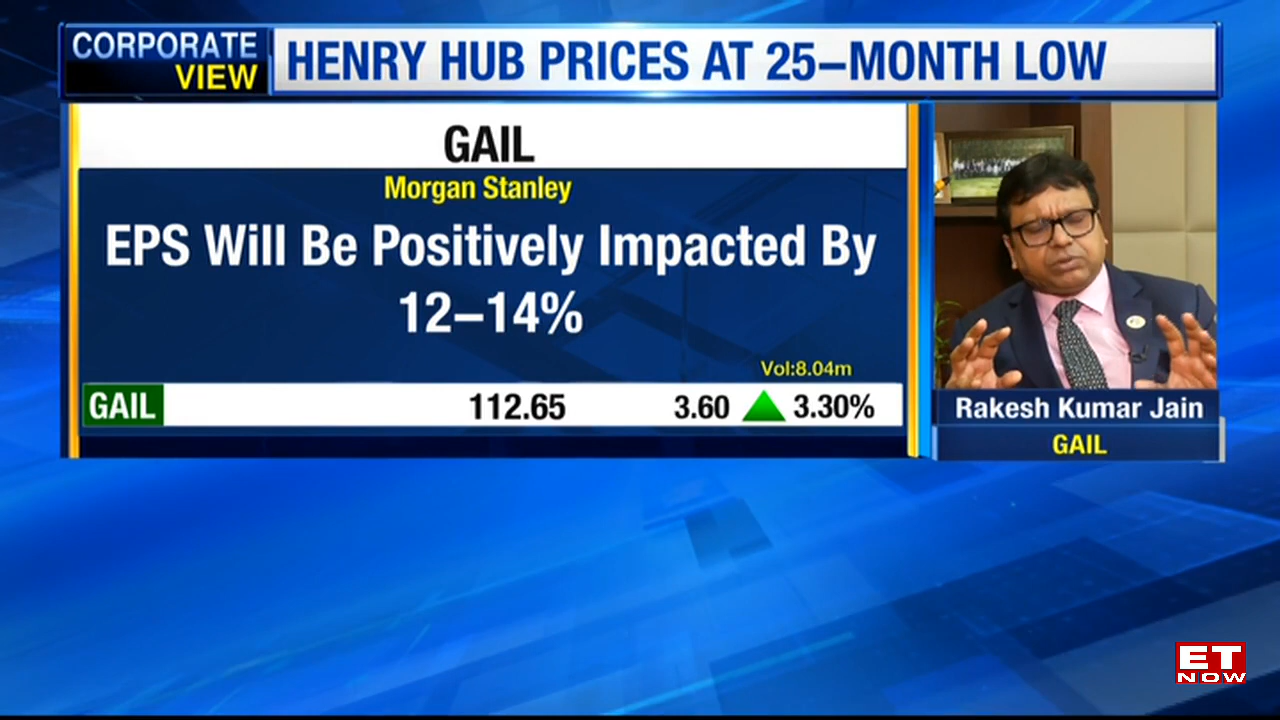 CORPORATE
VIEW
HENRY HUB PRICES AT 25–MONTH LOW
GAIL
Morgan Stanley
EPS Will Be Positively Impacted By
12–14%
Vol:8.04m
GAIL 112.65 3.60 3.30%
Rakesh Kumar Jain
GAIL
ET
NOW